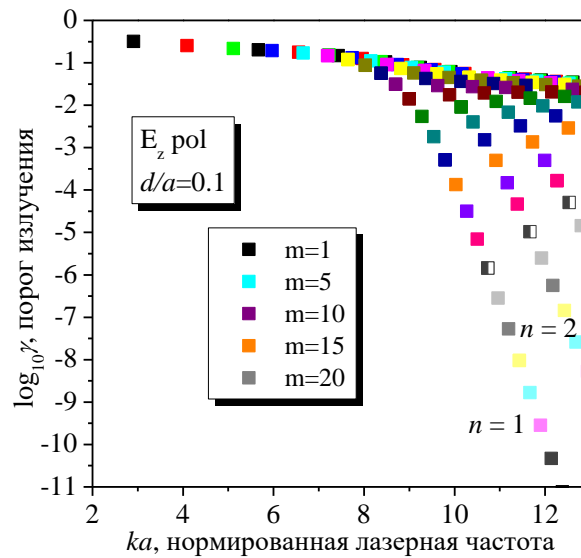 0
-1
-2
-3
-4
-5
-6
-7
-8
-9
-10
-11
log₁₀γ, порог излучения
E_z pol
d/a=0.1
m=1
m=5
m=10
m=15
m=20
n = 2
n = 1
2 4 6 8 10 12
ka, нормированная лазерная частота